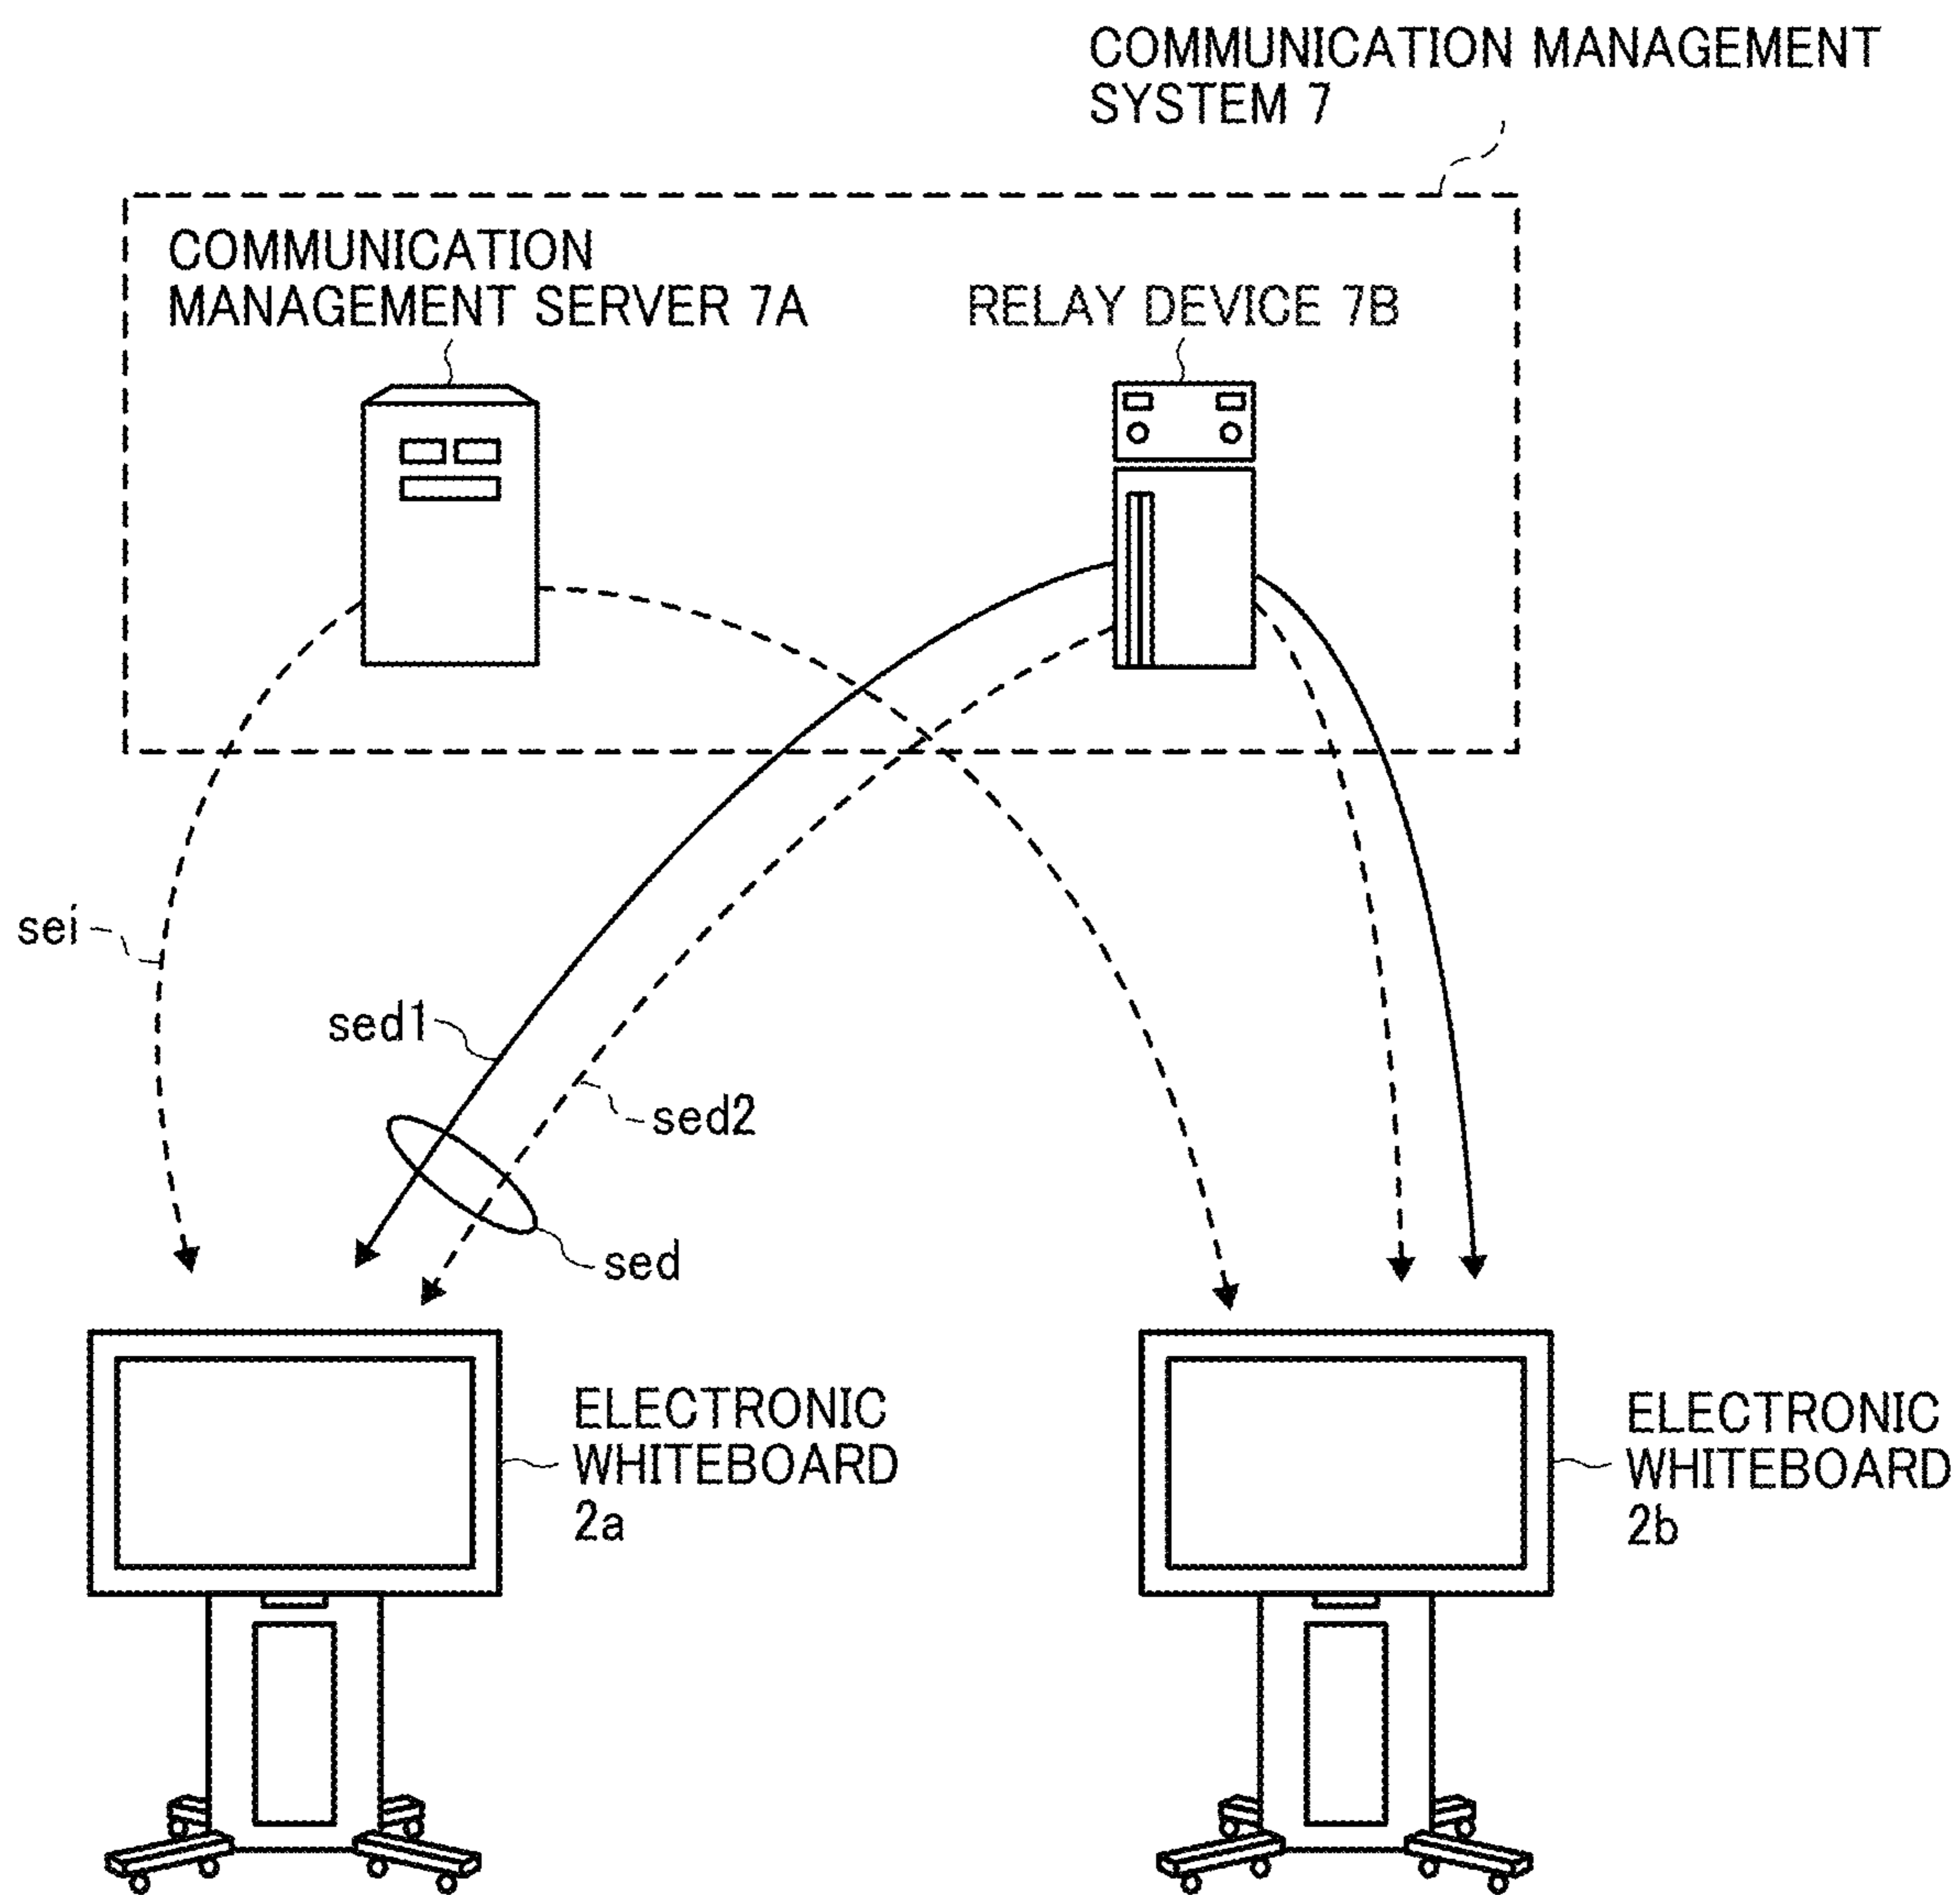 COMMUNICATION MANAGEMENT
SYSTEM 7
COMMUNICATION
MANAGEMENT SERVER 7A
RELAY DEVICE 7B
sei
sed1
sed2
sed
ELECTRONIC
WHITEBOARD
2a
ELECTRONIC
WHITEBOARD
2b